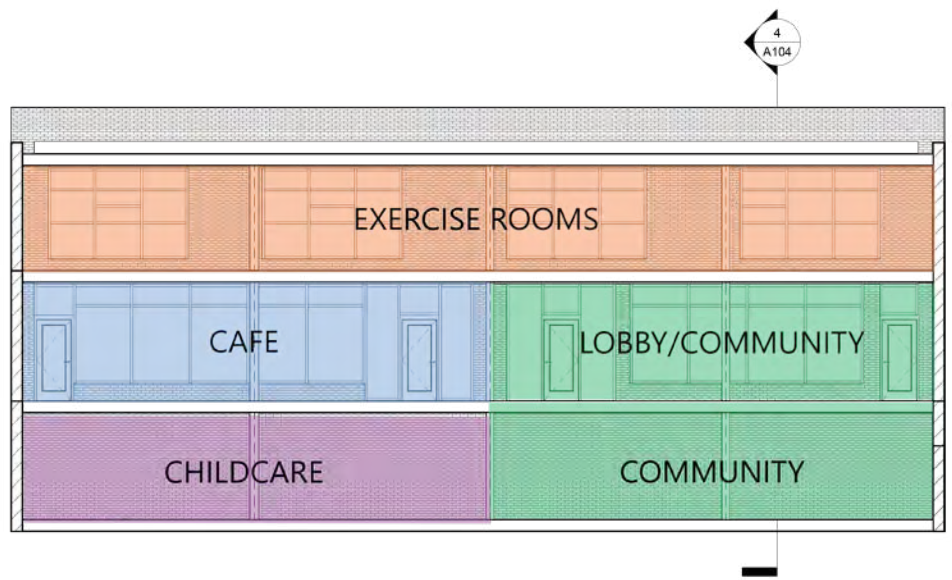 4
A104
EXERCISE ROOMS
CAFE
LOBBY/COMMUNITY
CHILDCARE
COMMUNITY